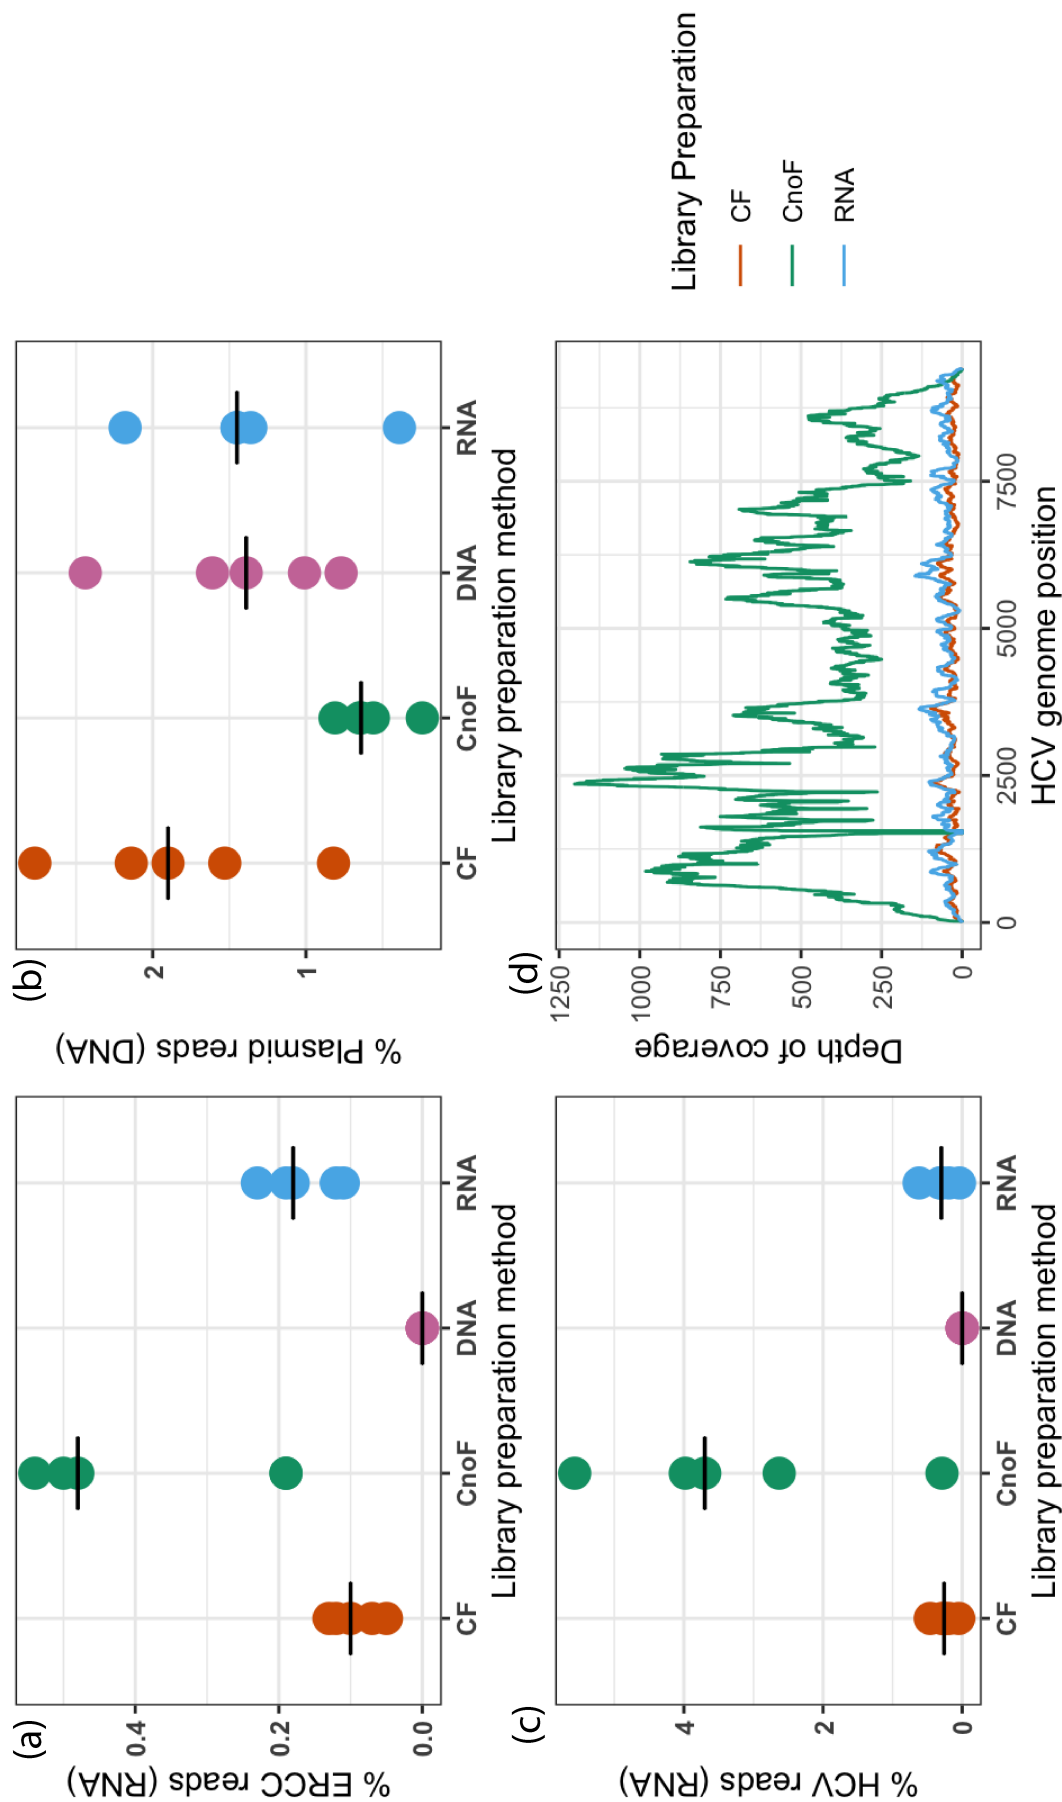 (a)
% ERCC reads (RNA)
0.4
0.2
0.0
CF
CnoF
DNA
RNA
Library preparation method
(b)
% Plasmid reads (DNA)
2
1
CF
CnoF
DNA
RNA
Library preparation method
(c)
% HCV reads (RNA)
4
2
0
CF
CnoF
DNA
RNA
Library preparation method
(d)
Depth of coverage
1250
1000
750
500
250
0
0
2500
5000
7500
HCV genome position
Library Preparation
CF
CnoF
RNA